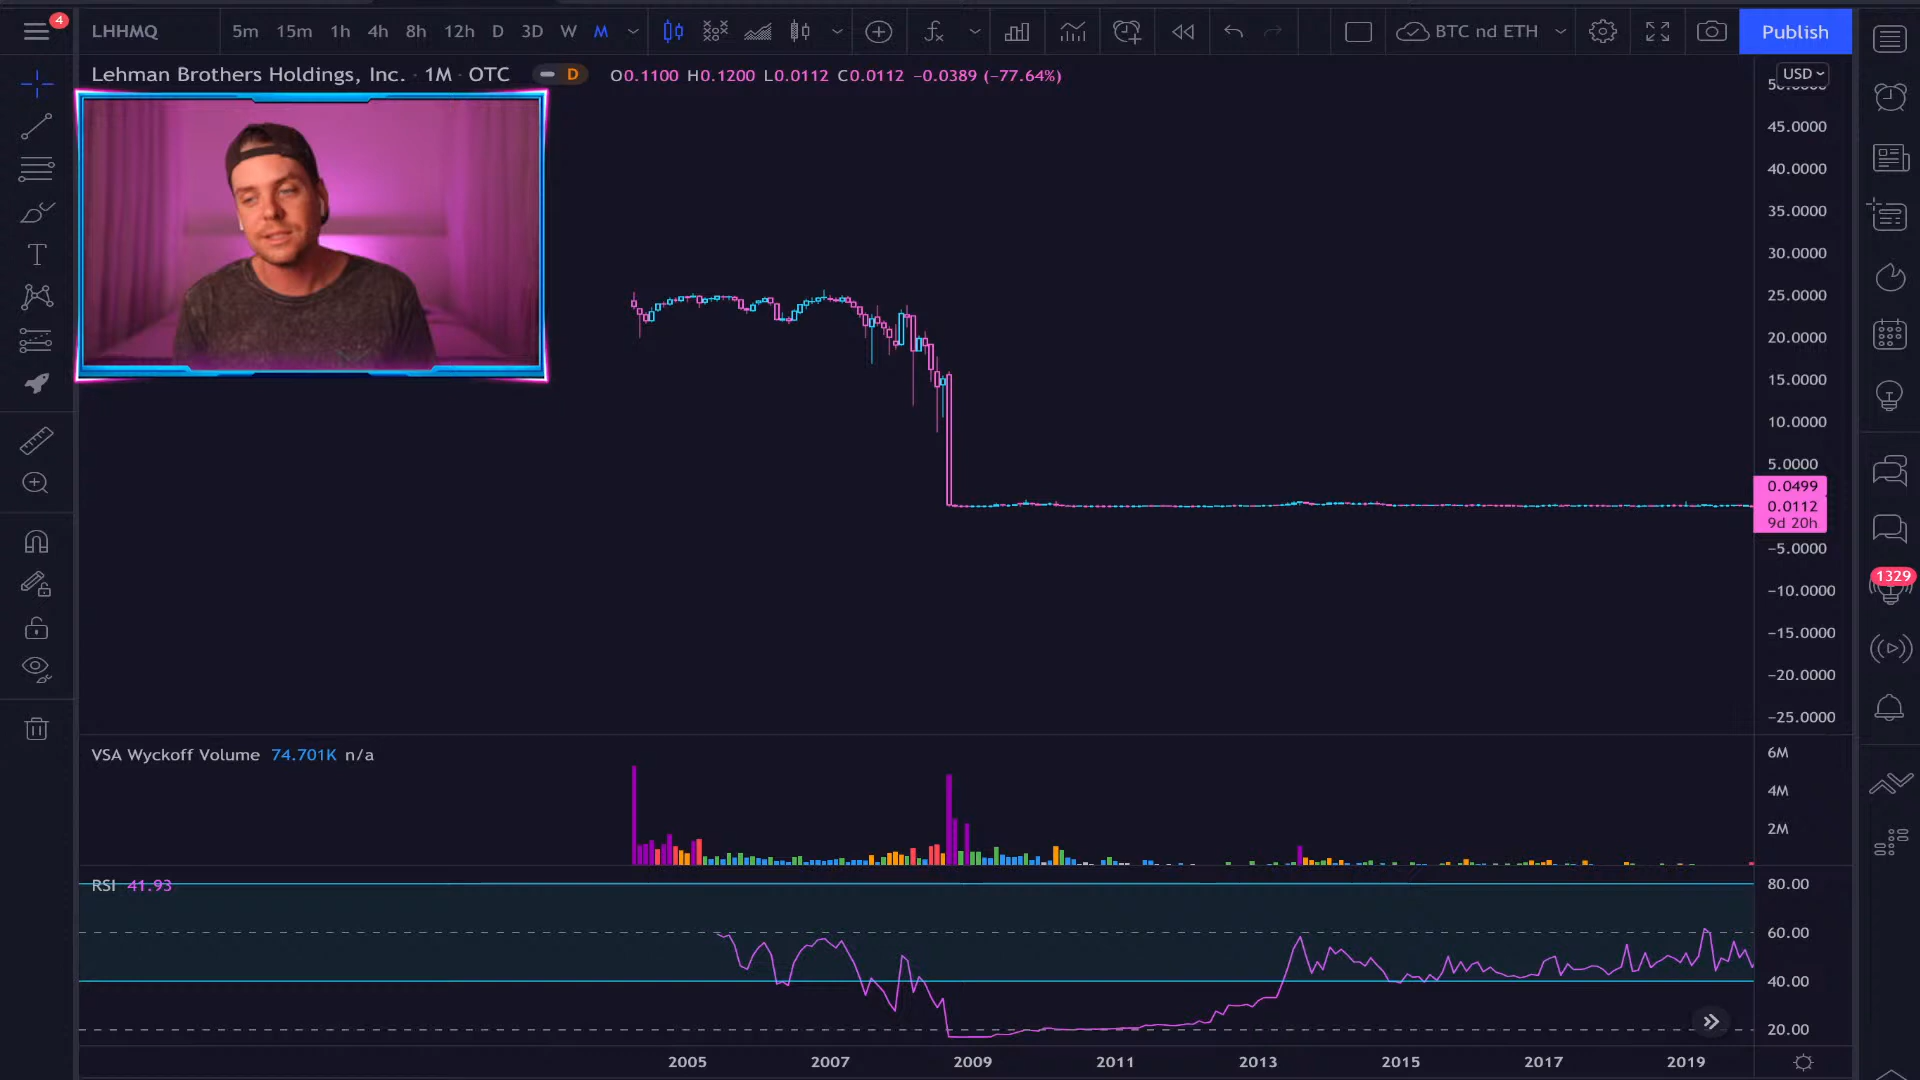 4
LHHMQ 5m 15m 1h 4h 8h 12h D 3D W M BTC nd ETH Publish
Lehman Brothers Holdings, Inc. · 1M · OTC D O0.1100 H0.1200 L0.0112 C0.0112 −0.0389 (−77.64%)
USD
45.0000
40.0000
35.0000
30.0000
25.0000
20.0000
15.0000
10.0000
5.0000
0.0499
0.0112
9d 20h
−5.0000
−10.0000
−15.0000
−20.0000
−25.0000
1329
VSA Wyckoff Volume 74.701K n/a
6M
4M
2M
RSI 41.93
80.00
60.00
40.00
20.00
2005 2007 2009 2011 2013 2015 2017 2019